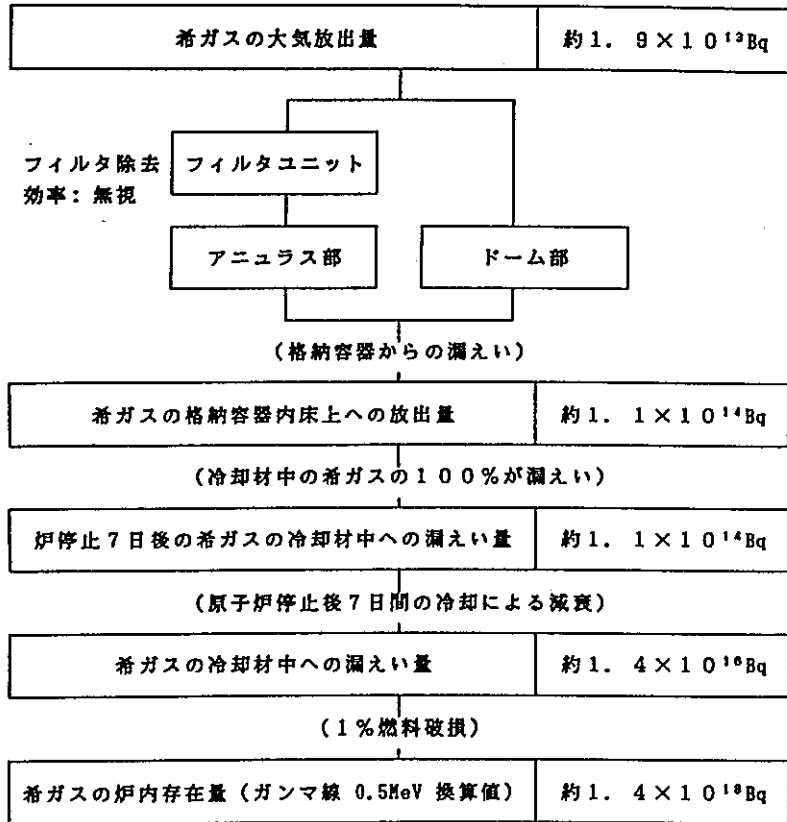 希ガスの大気放出量 約1. 9×10¹³Bq
フィルタ除去
効率：無視
フィルタユニット
アニュラス部 ドーム部
(格納容器からの漏えい)
希ガスの格納容器内床上への放出量 約1. 1×10¹⁴Bq
(冷却材中の希ガスの100%が漏えい)
炉停止7日後の希ガスの冷却材中への漏えい量 約1. 1×10¹⁴Bq
(原子炉停止後7日間の冷却による減衰)
希ガスの冷却材中への漏えい量 約1. 4×10¹⁶Bq
(1%燃料破損)
希ガスの炉内存在量(ガンマ線 0.5MeV 換算値) 約1. 4×10¹⁸Bq